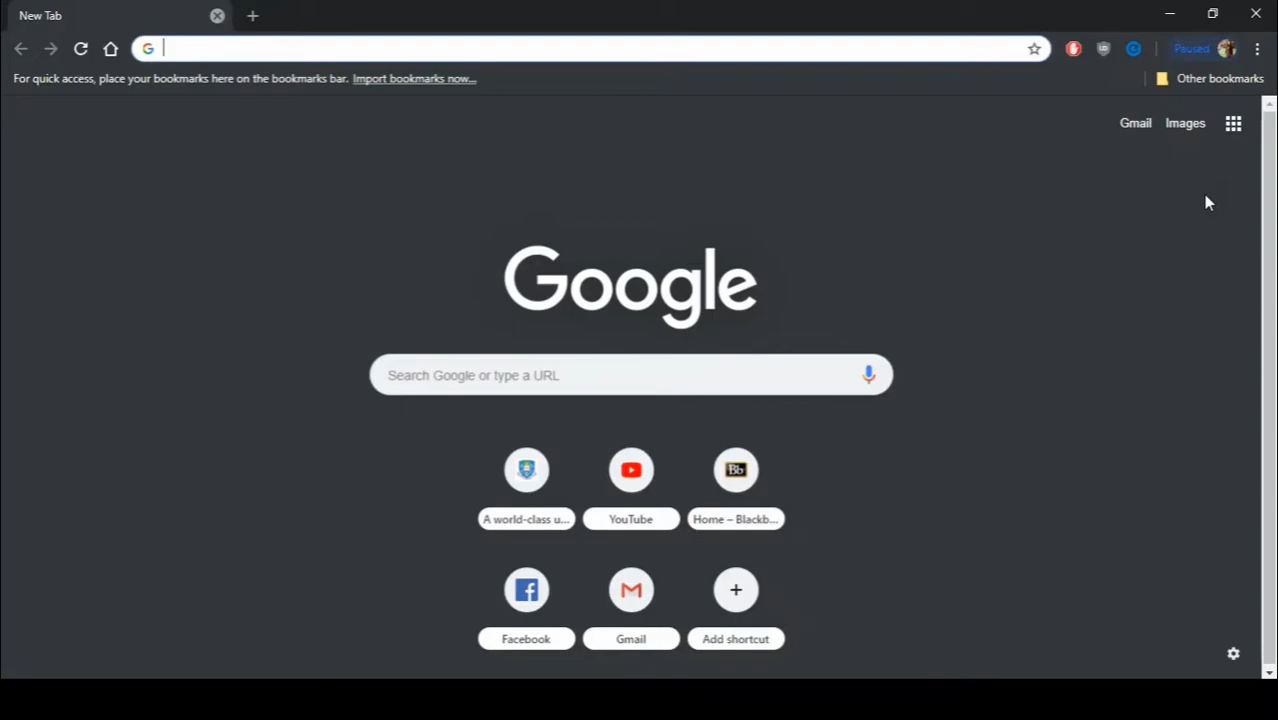 New Tab
Paused
For quick access, place your bookmarks here on the bookmarks bar. Import bookmarks now...
Other bookmarks
Gmail Images
Google
Search Google or type a URL
Bb
A world-class u... YouTube Home – Blackb...
Facebook Gmail Add shortcut